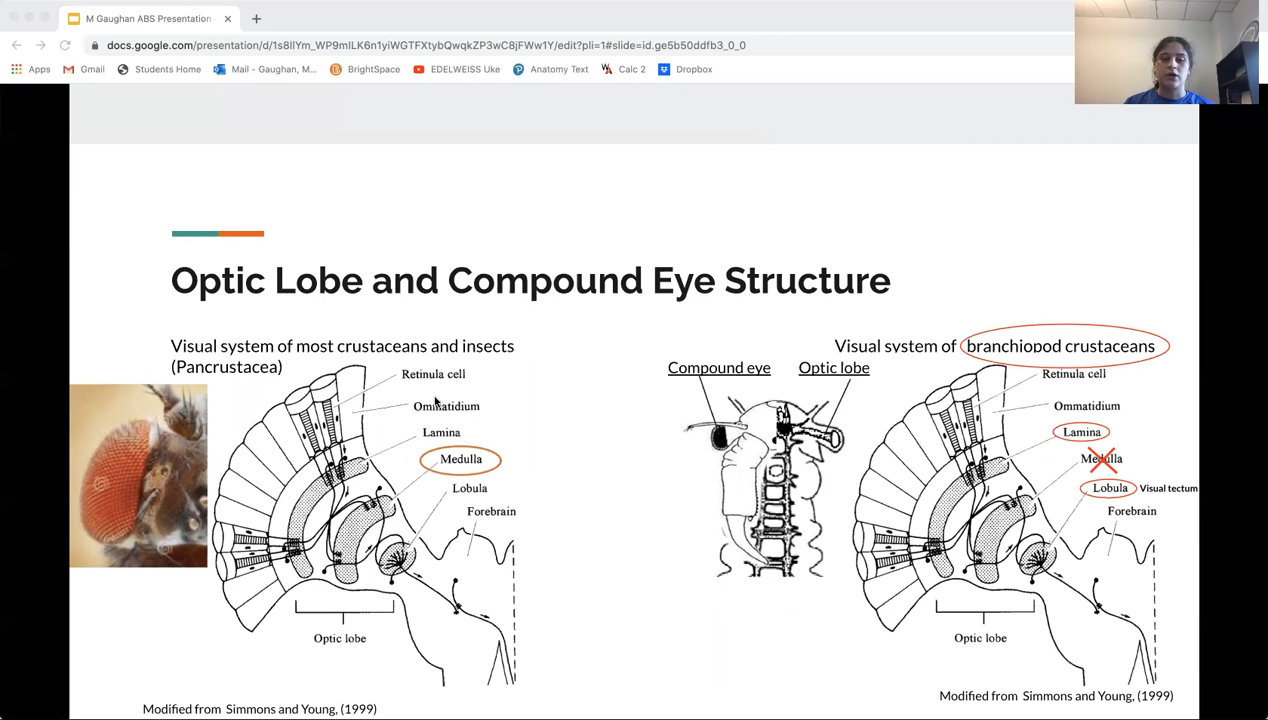 M Gaughan ABS Presentation
docs.google.com/presentation/d/1s8llYm_WP9mlLK6n1yiWGTFXtybQwqkZP3wC8jFWw1Y/edit?pli=1#slide=id.ge5b50ddfb3_0_0
Apps Gmail Students Home Mail - Gaughan, M... BrightSpace EDELWEISS Uke Anatomy Text Calc 2 Dropbox
Optic Lobe and Compound Eye Structure
Visual system of most crustaceans and insects
(Pancrustacea)
Retinula cell
Ommatidium
Lamina
Medulla
Lobula
Forebrain
Optic lobe
Modified from Simmons and Young, (1999)
Visual system of branchiopod crustaceans
Compound eye Optic lobe
Retinula cell
Ommatidium
Lamina
Medulla
Lobula Visual tectum
Forebrain
Optic lobe
Modified from Simmons and Young, (1999)